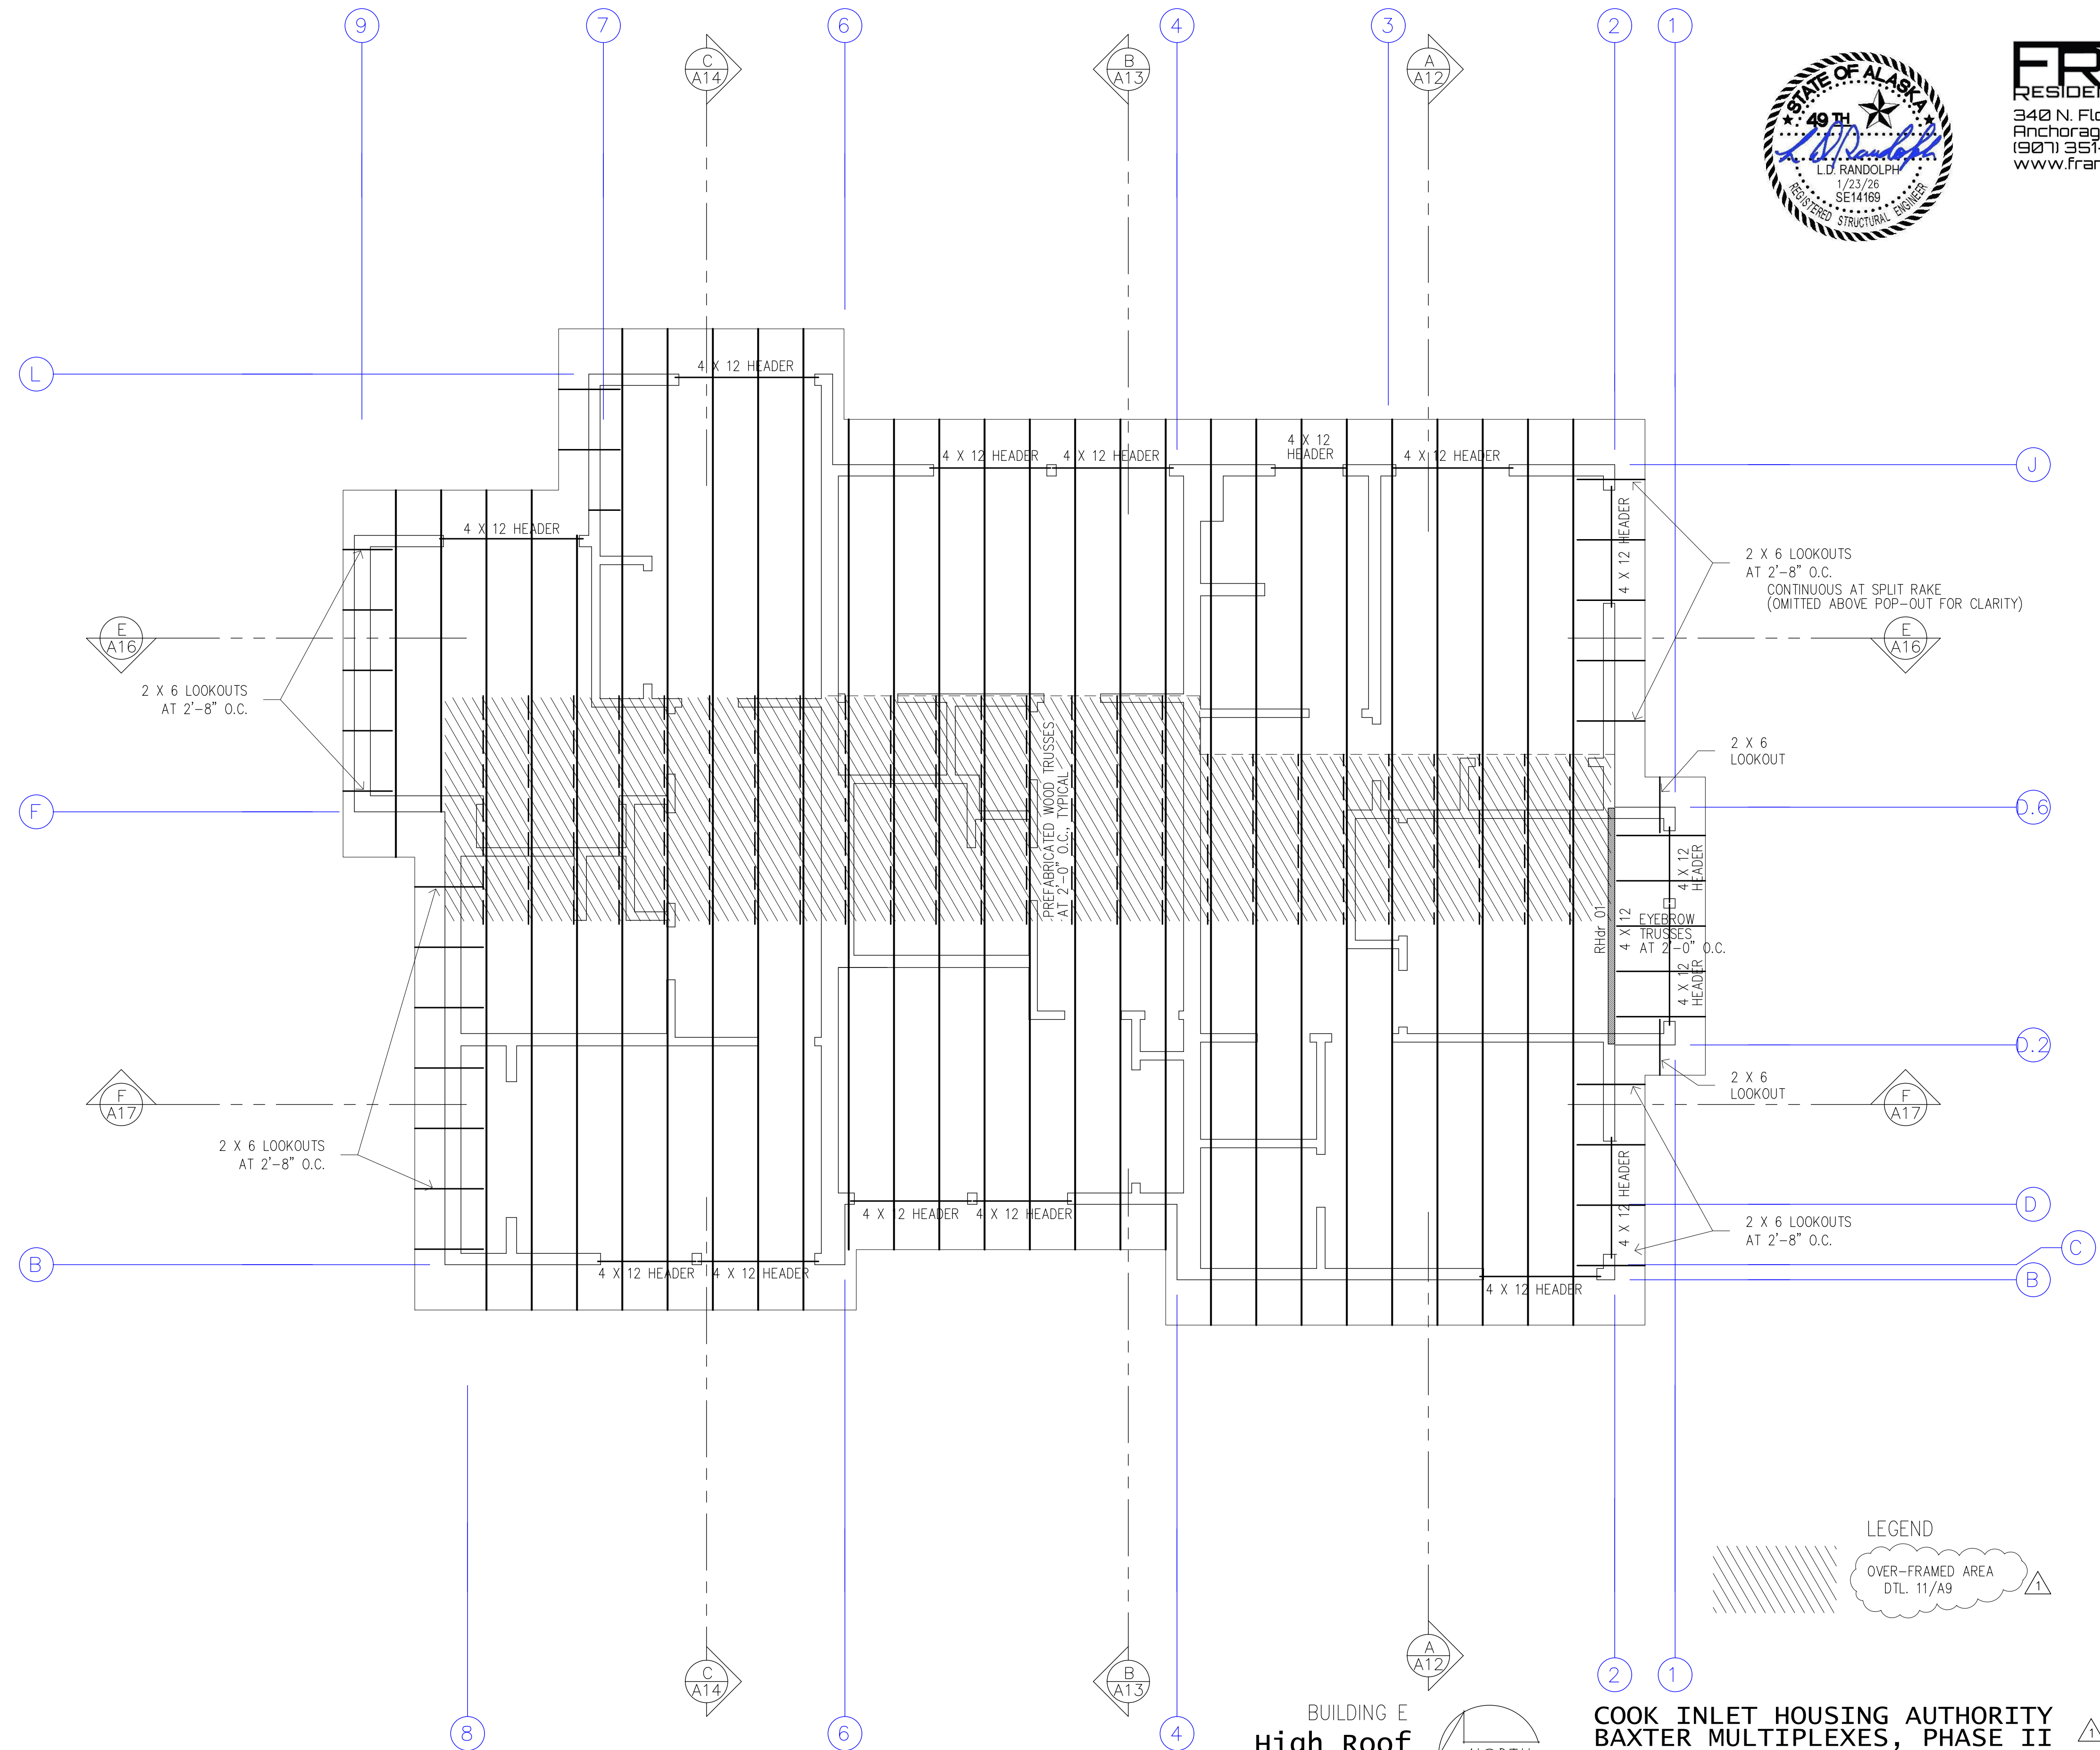 9
7
6
4
3
2
1
C
A14
B
A13
A
A12
STATE OF ALASKA
49 TH
L.D. RANDOLPH
1/23/26
SE14169
REGISTERED STRUCTURAL ENGINEER
340 N.
(907) 351-
L
4 X 12 HEADER
4 X 12 HEADER
4 X 12 HEADER
4 X 12
HEADER
4 X 12 HEADER
J
4 X 12 HEADER
4 X 12 HEADER
2 X 6 LOOKOUTS
AT 2'-8" O.C.
CONTINUOUS AT SPLIT RAKE
(OMITTED ABOVE POP-OUT FOR CLARITY)
E
A16
E
A16
2 X 6 LOOKOUTS
AT 2'-8" O.C.
PREFABRICATED WOOD TRUSSES
AT 2'-0" O.C., TYPICAL
2 X 6
LOOKOUT
F
D.6
4 X 12
HEADER
RHdr 01
4 X 12
EYEBROW
TRUSSES
AT 2'-0" O.C.
4 X 12
HEADER
D.2
2 X 6
LOOKOUT
F
A17
F
A17
2 X 6 LOOKOUTS
AT 2'-8" O.C.
4 X 12 HEADER
D
4 X 12 HEADER
4 X 12 HEADER
2 X 6 LOOKOUTS
AT 2'-8" O.C.
C
B
B
4 X 12 HEADER
4 X 12 HEADER
4 X 12 HEADER
LEGEND
OVER-FRAMED AREA
DTL. 11/A9
1
C
A14
B
A13
A
A12
2
1
8
6
4
BUILDING E
High Roof
COOK INLET HOUSING AUTHORITY
BAXTER MULTIPLEXES, PHASE II
1